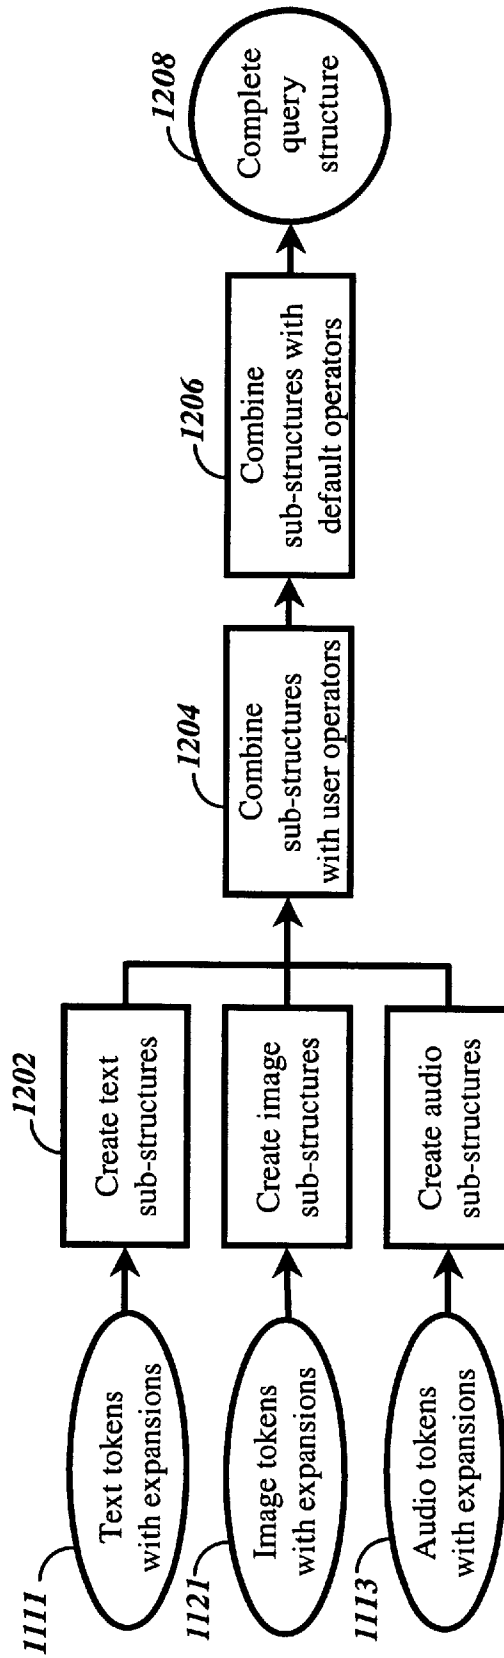 1111
Text tokens
with expansions
1202
Create text
sub-structures
1121
Image tokens
with expansions
Create image
sub-structures
1113
Audio tokens
with expansions
Create audio
sub-structures
1204
Combine
sub-structures
with user operators
1206
Combine
sub-structures with
default operators
1208
Complete
query
structure